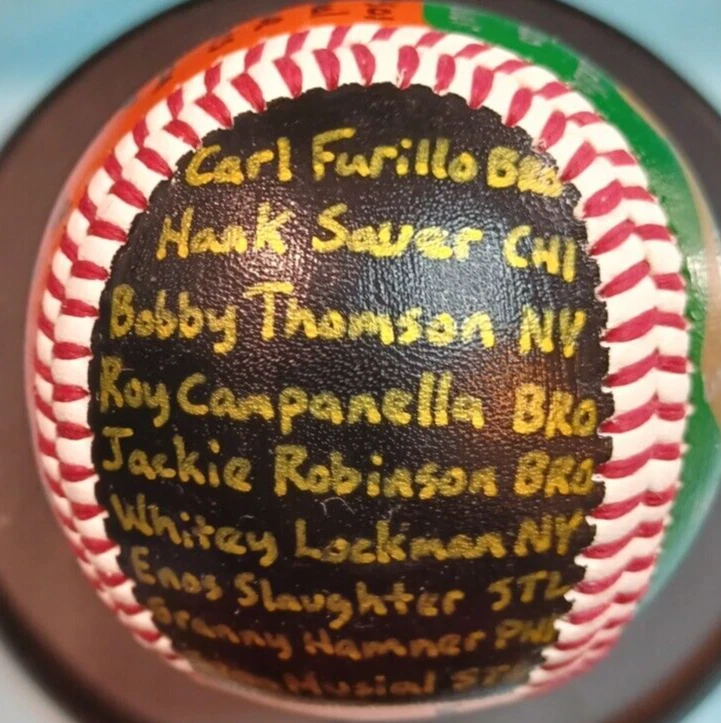 Carl Furillo BRO
Hank Sauer CHI
Bobby Thomson NY
Roy Campanella BRO
Jackie Robinson BRO
Whitey Lockman NY
Enos Slaughter STL
Granny Hamner PHI
Musial